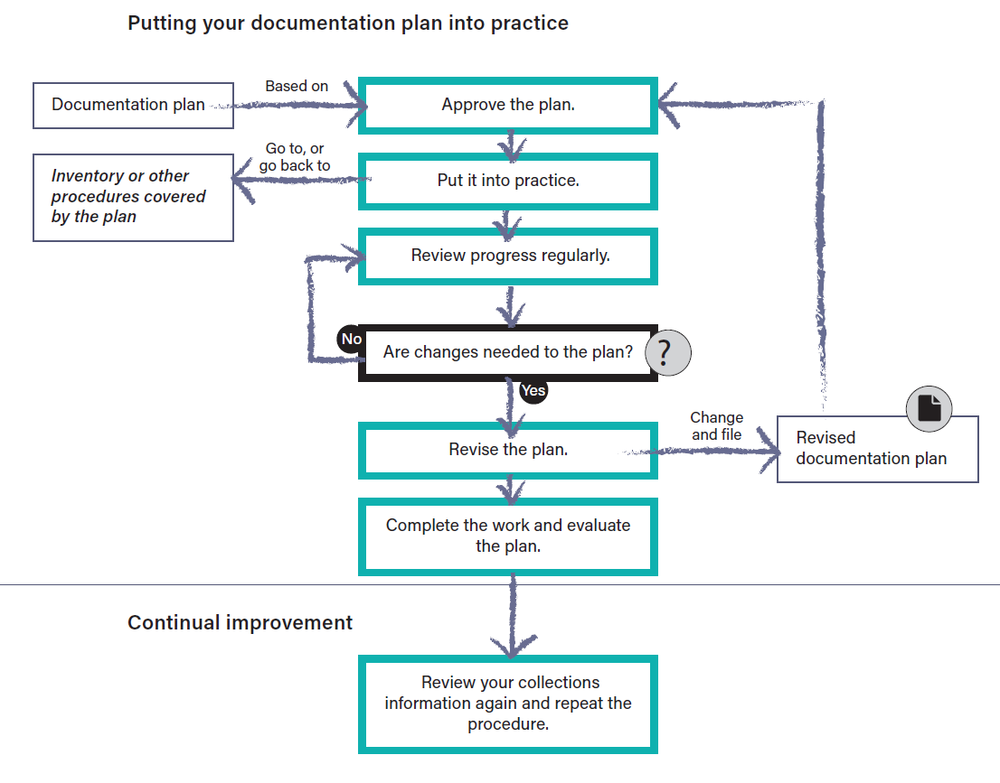 Putting your documentation plan into practice
Documentation plan
Based on
Approve the plan.
Go to, or
go back to
Inventory or other
procedures covered
by the plan
Put it into practice.
Review progress regularly.
No
Are changes needed to the plan?
?
Yes
Revise the plan.
Change
and file
Revised
documentation plan
Complete the work and evaluate
the plan.
Continual improvement
Review your collections
information again and repeat the
procedure.